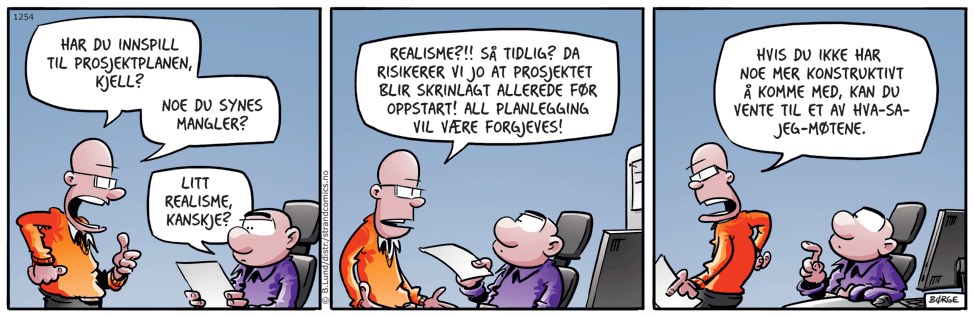 1254
HAR DU INNSPILL
TIL PROSJEKTPLANEN,
KJELL?
NOE DU SYNES
MANGLER?
LITT
REALISME,
KANSKJE?
© B.Lund/distr./strandcomics.no
REALISME?!! SÅ TIDLIG? DA
RISIKERER VI JO AT PROSJEKTET
BLIR SKRINLAGT ALLEREDE FØR
OPPSTART! ALL PLANLEGGING
VIL VÆRE FORGJEVES!
HVIS DU IKKE HAR
NOE MER KONSTRUKTIVT
Å KOMME MED, KAN DU
VENTE TIL ET AV HVA-SA-
JEG-MØTENE.
BØRGE